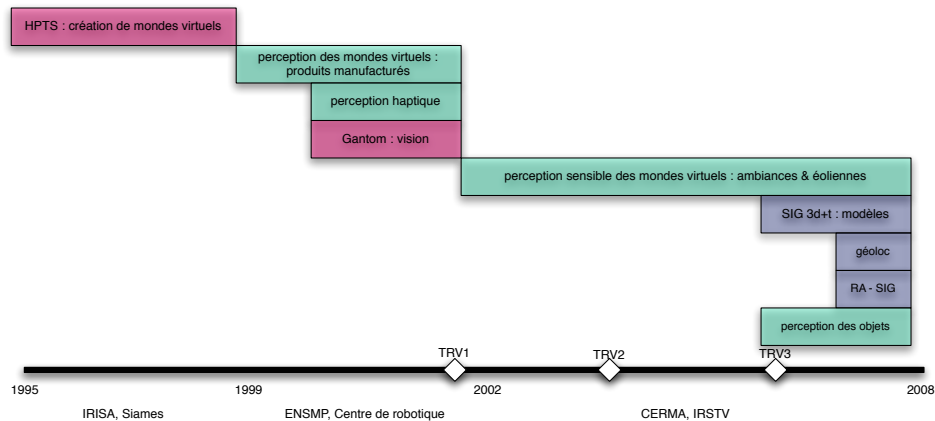 HPTS : création de mondes virtuels
perception des mondes virtuels :
produits manufacturés
perception haptique
Gantom : vision
perception sensible des mondes virtuels : ambiances & éoliennes
SIG 3d+t : modèles
géoloc
RA - SIG
perception des objets
TRV1
TRV2
TRV3
1995
1999
2002
2008
IRISA, Siames
ENSMP, Centre de robotique
CERMA, IRSTV